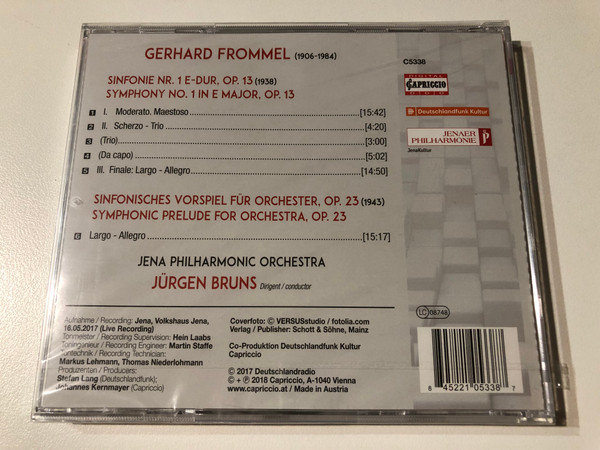 GERHARD FROMMEL (1906-1984)
C5338
SINFONIE NR. 1 E-DUR, OP. 13 (1938)
SYMPHONY NO. 1 IN E MAJOR, OP. 13
1 I. Moderato. Maestoso [15:42]
2 II. Scherzo - Trio [4:20]
3 (Trio) [3:00]
4 (Da capo) [5:02]
5 III. Finale: Largo - Allegro [14:50]
DIGITAL
CAPRICCIO
Deutschlandfunk Kultur
JENAER
PHILHARMONIE
JenaKultur
SINFONISCHES VORSPIEL FÜR ORCHESTER, OP. 23 (1943)
SYMPHONIC PRELUDE FOR ORCHESTRA, OP. 23
6 Largo - Allegro [15:17]
JENA PHILHARMONIC ORCHESTRA
JÜRGEN BRUNS Dirigent / conductor
Aufnahme / Recording: Jena, Volkshaus Jena,
16.05.2017 (Live Recording)
Tonmeister / Recording Supervision: Hein Laabs
Toningenieur / Recording Engineer: Martin Staffe
Tontechnik / Recording Technician:
Markus Lehmann, Thomas Niederlohmann
Produzenten / Producers:
Stefan Lang (Deutschlandfunk);
Johannes Kernmayer (Capriccio)
Coverfoto: © VERSUSstudio / fotolia.com
Verlag / Publisher: Schott & Söhne, Mainz
Co-Produktion Deutschlandfunk Kultur
Capriccio
℗ 2017 Deutschlandradio
© + ℗ 2018 Capriccio, A-1040 Vienna
www.capriccio.at / Made in Austria
LC 08748
8 45221 05338 7